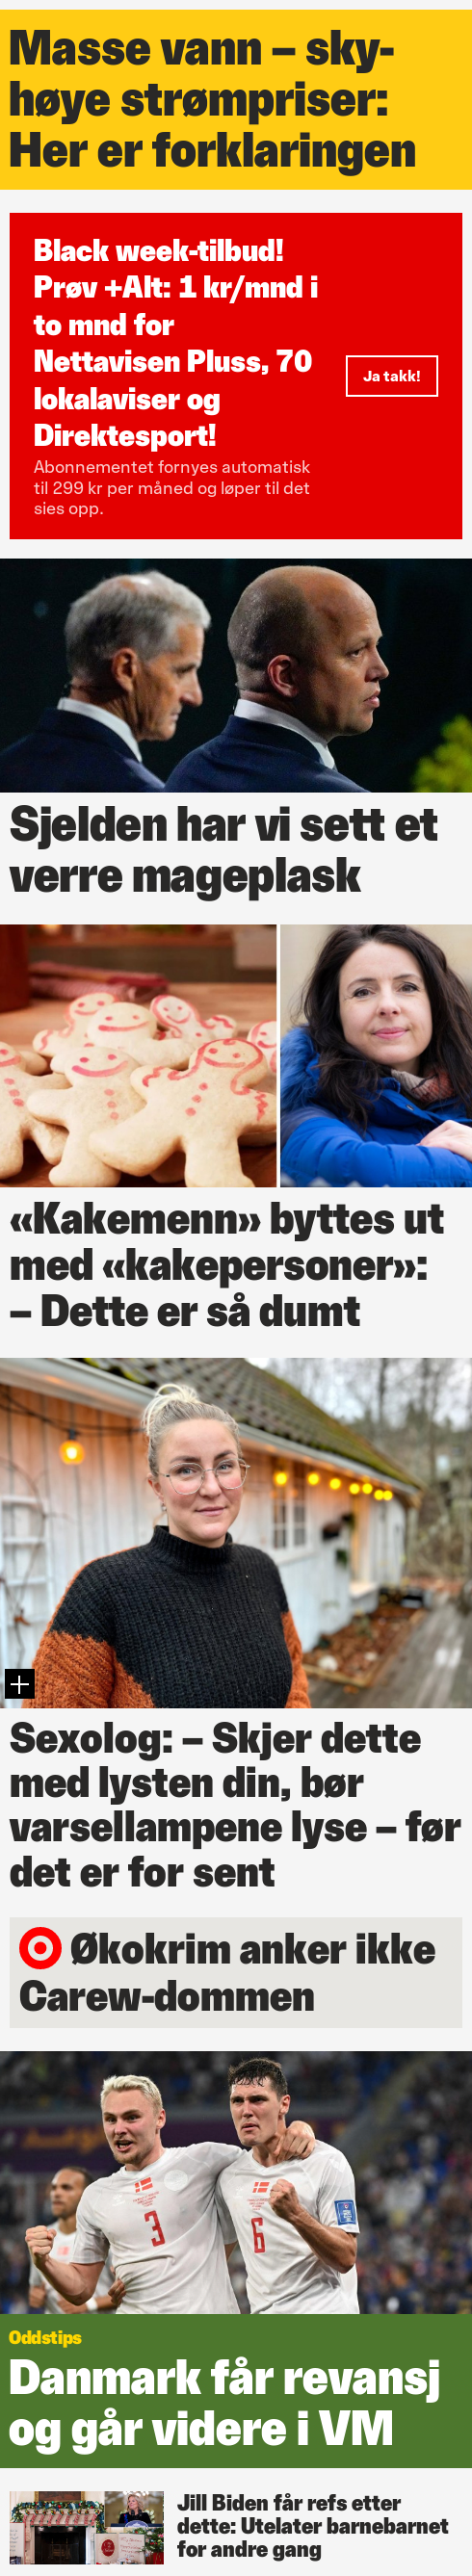 Masse vann – sky-
høye strømpriser:
Her er forklaringen
Black week-tilbud!
Prøv +Alt: 1 kr/mnd i
to mnd for
Nettavisen Pluss, 70
lokalaviser og
Direktesport!
Abonnementet fornyes automatisk
til 299 kr per måned og løper til det
sies opp.
Ja takk!
Sjelden har vi sett et
verre mageplask
«Kakemenn» byttes ut
med «kakepersoner»:
– Dette er så dumt
Sexolog: – Skjer dette
med lysten din, bør
varsellampene lyse – før
det er for sent
Økokrim anker ikke
Carew-dommen
3
6
Oddstips
Danmark får revansj
og går videre i VM
Jill Biden får refs etter
dette: Utelater barnebarnet
for andre gang